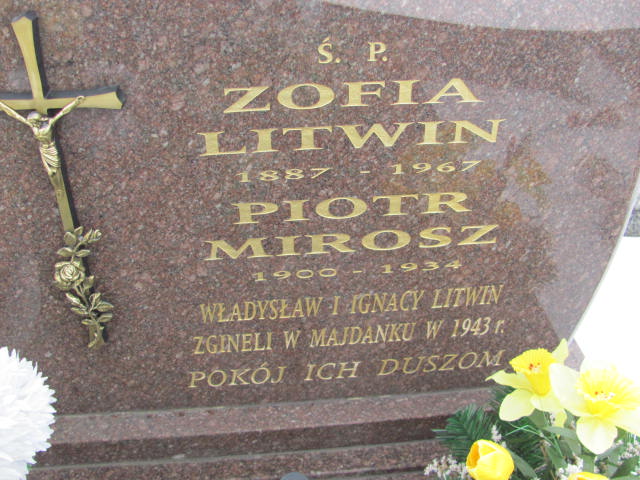 Ś. P.
ZOFIA
LITWIN
1887 - 1967
PIOTR
MIROSZ
1900 - 1934
WŁADYSŁAW I IGNACY LITWIN
ZGINELI W MAJDANKU W 1943 r.
POKÓJ ICH DUSZOM